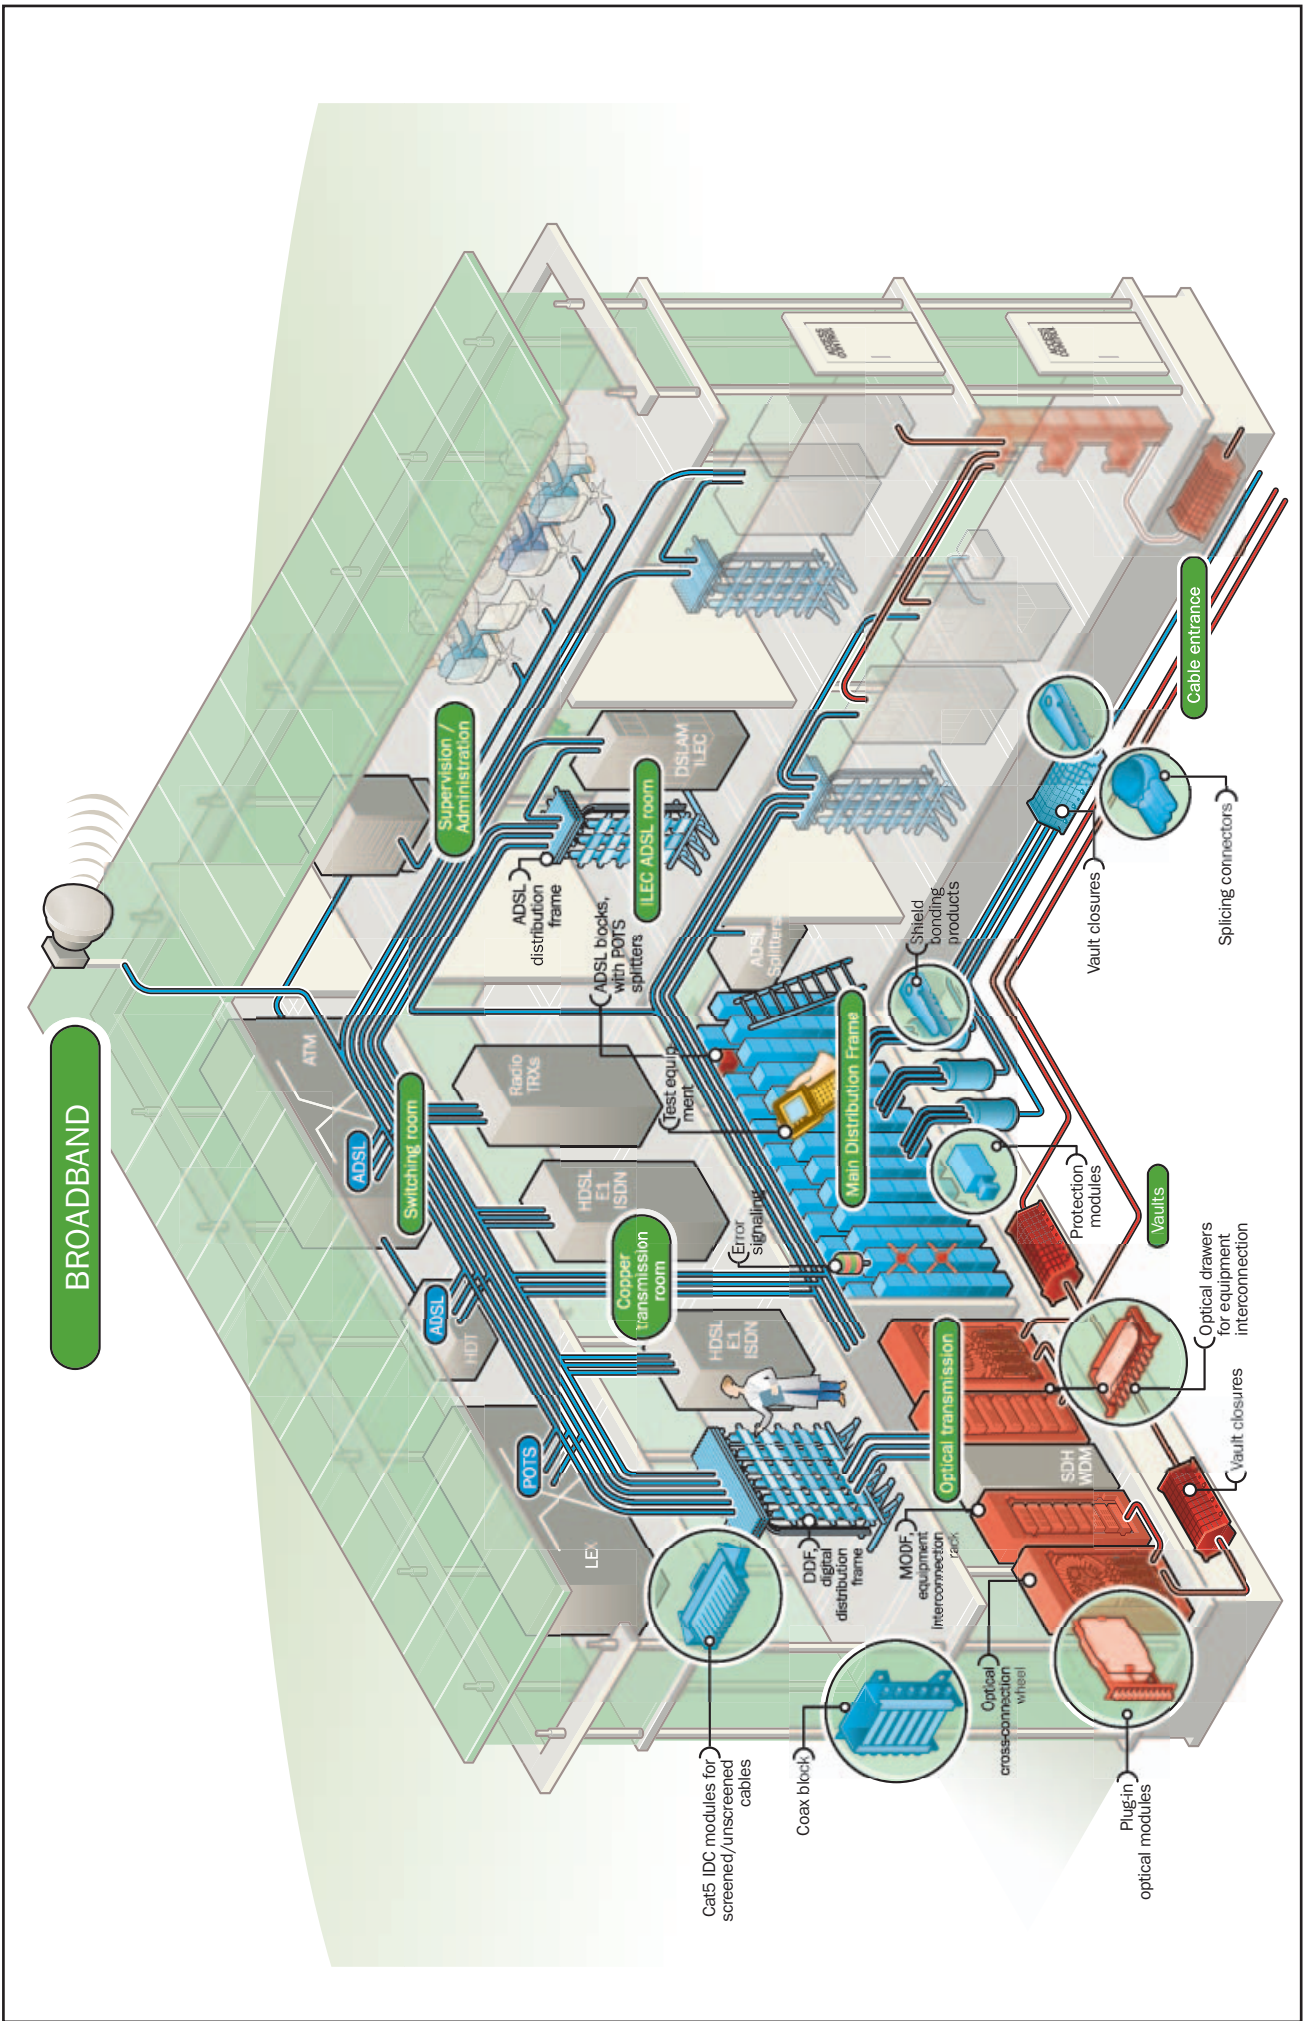 BROADBAND
Supervision /
Administration
ATM
ADSL
Switching room
ADSL
HDT
POTS
LEX
Radio
TRXs
HDSL
E1
ISDN
Copper
transmission
room
HDSL
E1
ISDN
ADSL
distribution
frame
DSLAM
ILEC
ILEC ADSL room
ADSL blocks,
with POTS
splitters
Test equip
ment
Error
signaling
ADSL
Splitters
Main Distribution Frame
Shield
bonding
products
Cable entrance
Vault closures
Splicing connectors
Protection
modules
Vaults
Optical drawers
for equipment
interconnection
Vault closures
Optical transmission
SDH
WDM
DDF,
digital
distribution
frame
MODF,
equipment
interconnection
rack
Optical
cross-connection
wheel
Cat5 IDC modules for
screened/unscreened
cables
Coax block
Plug-in
optical modules